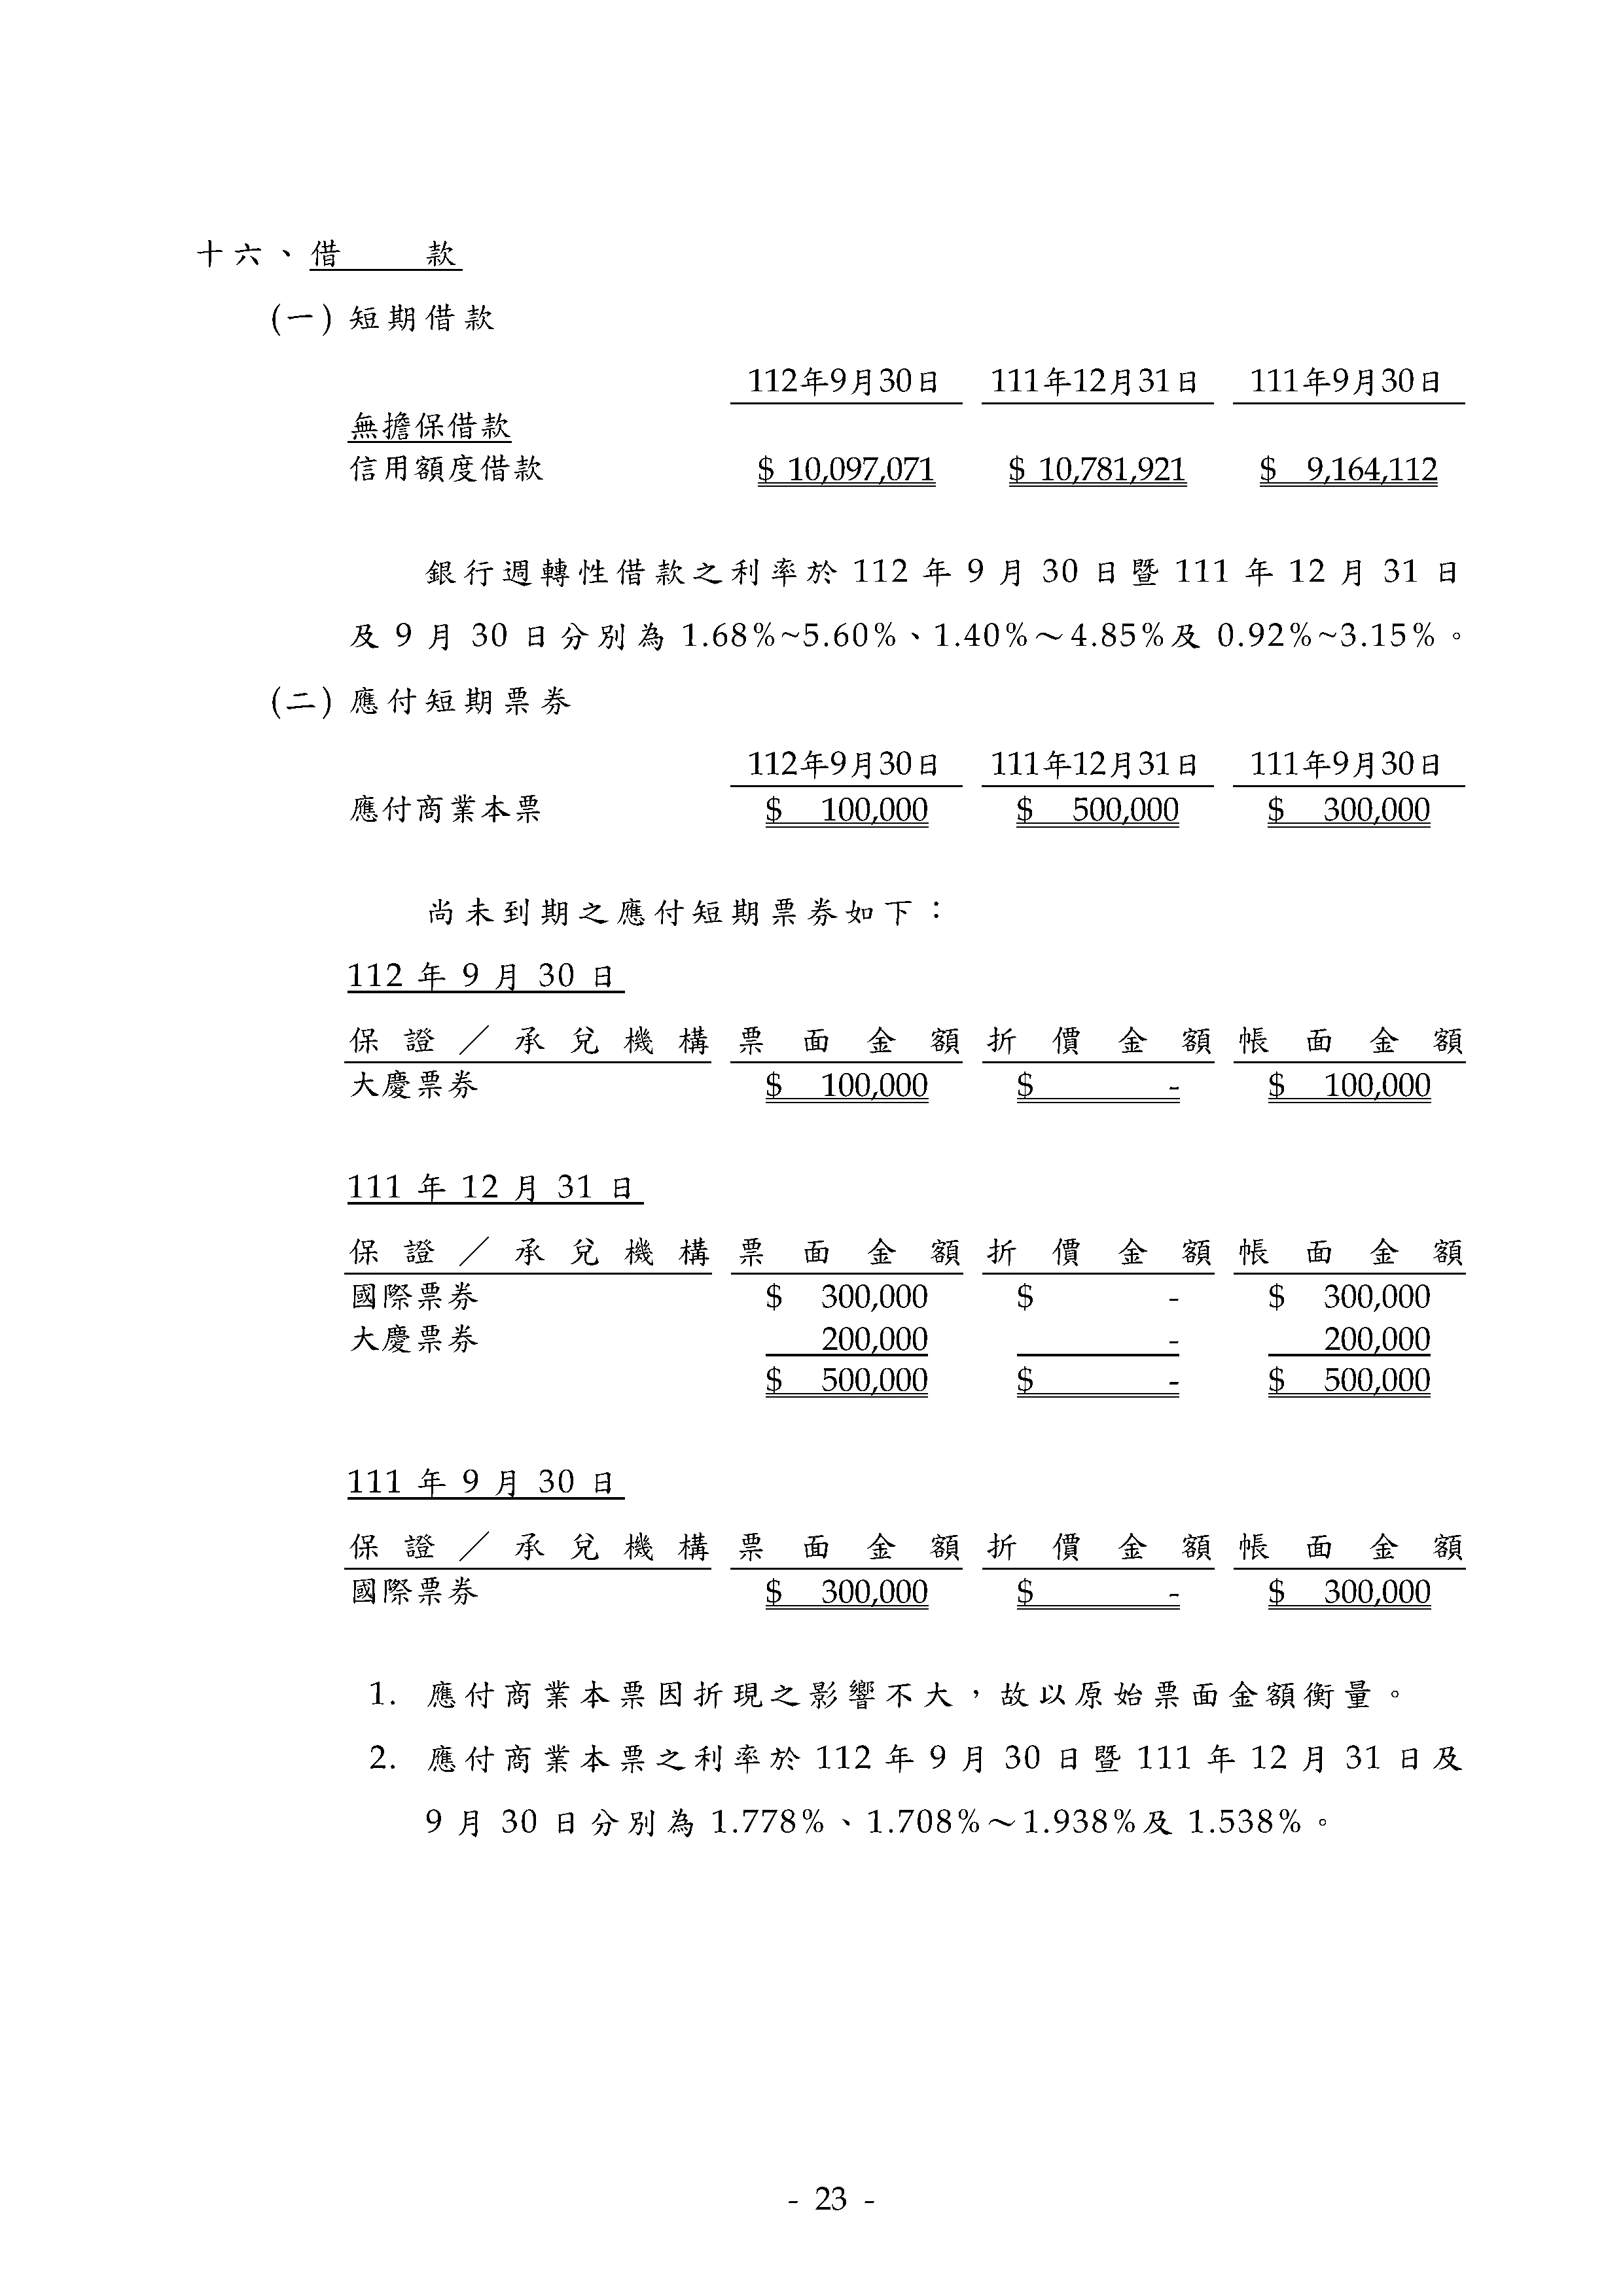 十六、借　　款
(一) 短期借款
112年9月30日 111年12月31日 111年9月30日
無擔保借款
信用額度借款 $ 10,097,071 $ 10,781,921 $ 9,164,112
銀行週轉性借款之利率於 112 年 9 月 30 日暨 111 年 12 月 31 日
及 9 月 30 日分別為 1.68%~5.60%、1.40%～4.85%及 0.92%~3.15%。
(二) 應付短期票券
112年9月30日 111年12月31日 111年9月30日
應付商業本票 $ 100,000 $ 500,000 $ 300,000
尚未到期之應付短期票券如下：
112 年 9 月 30 日
保證／承兌機構 票面金額 折價金額 帳面金額
大慶票券 $ 100,000 $ - $ 100,000
111 年 12 月 31 日
保證／承兌機構 票面金額 折價金額 帳面金額
國際票券 $ 300,000 $ - $ 300,000
大慶票券 200,000 - 200,000
$ 500,000 $ - $ 500,000
111 年 9 月 30 日
保證／承兌機構 票面金額 折價金額 帳面金額
國際票券 $ 300,000 $ - $ 300,000
1. 應付商業本票因折現之影響不大，故以原始票面金額衡量。
2. 應付商業本票之利率於 112 年 9 月 30 日暨 111 年 12 月 31 日及
9 月 30 日分別為 1.778%、1.708%～1.938%及 1.538%。
- 23 -